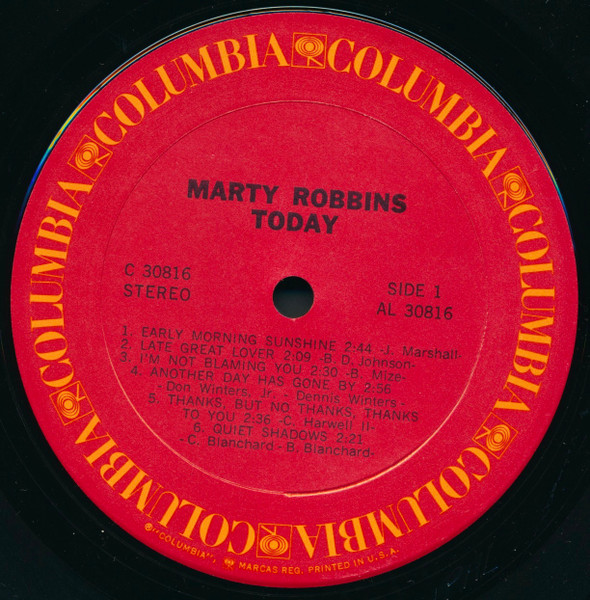 COLUMBIA COLUMBIA COLUMBIA COLUMBIA COLUMBIA COLUMBIA COLUMBIA
MARTY ROBBINS
TODAY
C 30816
STEREO
SIDE 1
AL 30816
1. EARLY MORNING SUNSHINE 2:44 -J. Marshall-
2. LATE GREAT LOVER 2:09 -B. D. Johnson-
3. I'M NOT BLAMING YOU 2:30 -B. Mize-
4. ANOTHER DAY HAS GONE BY 2:56
- Don Winters, Jr. - Dennis Winters -
5. THANKS, BUT NO THANKS, THANKS
TO YOU 2:36 -C. Harwell II-
6. QUIET SHADOWS 2:21
-C. Blanchard - B. Blanchard-
®"COLUMBIA", MARCAS REG. PRINTED IN U.S.A.